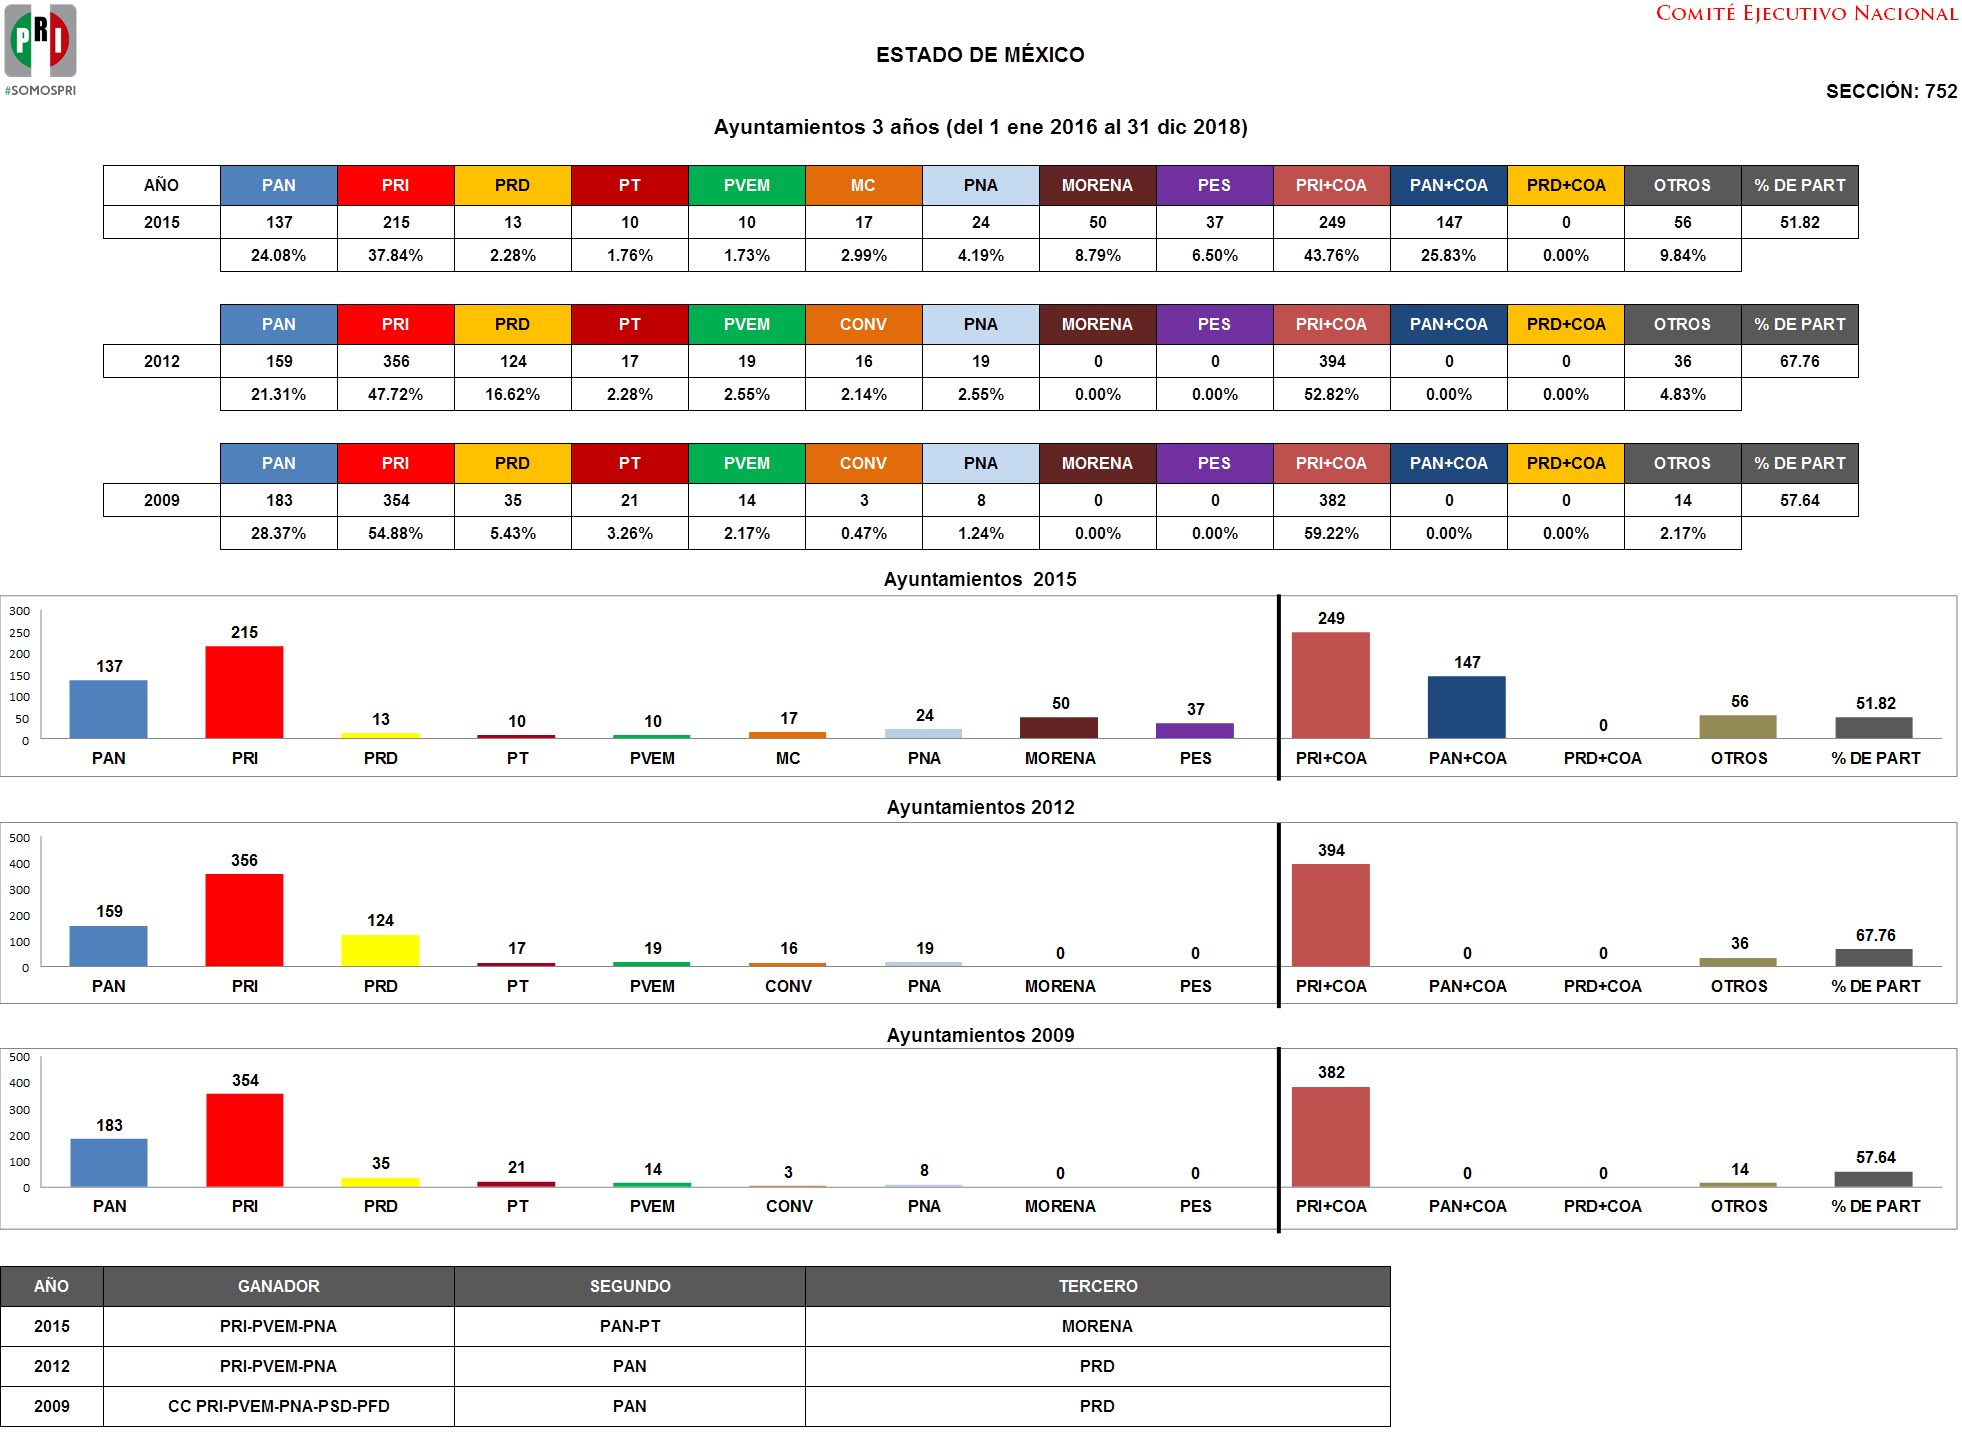 PRI
#SOMOSPRI
COMITÉ EJECUTIVO NACIONAL
ESTADO DE MÉXICO
SECCIÓN: 752
Ayuntamientos 3 años (del 1 ene 2016 al 31 dic 2018)
AÑO PAN PRI PRD PT PVEM MC PNA MORENA PES PRI+COA PAN+COA PRD+COA OTROS % DE PART
2015 137 215 13 10 10 17 24 50 37 249 147 0 56 51.82
24.08% 37.84% 2.28% 1.76% 1.73% 2.99% 4.19% 8.79% 6.50% 43.76% 25.83% 0.00% 9.84%
PAN PRI PRD PT PVEM CONV PNA MORENA PES PRI+COA PAN+COA PRD+COA OTROS % DE PART
2012 159 356 124 17 19 16 19 0 0 394 0 0 36 67.76
21.31% 47.72% 16.62% 2.28% 2.55% 2.14% 2.55% 0.00% 0.00% 52.82% 0.00% 0.00% 4.83%
PAN PRI PRD PT PVEM CONV PNA MORENA PES PRI+COA PAN+COA PRD+COA OTROS % DE PART
2009 183 354 35 21 14 3 8 0 0 382 0 0 14 57.64
28.37% 54.88% 5.43% 3.26% 2.17% 0.47% 1.24% 0.00% 0.00% 59.22% 0.00% 0.00% 2.17%
Ayuntamientos 2015
300
250
200
150
100
50
0
137 215 13 10 10 17 24 50 37 249 147 0 56 51.82
PAN PRI PRD PT PVEM MC PNA MORENA PES PRI+COA PAN+COA PRD+COA OTROS % DE PART
Ayuntamientos 2012
500
400
300
200
100
0
159 356 124 17 19 16 19 0 0 394 0 0 36 67.76
PAN PRI PRD PT PVEM CONV PNA MORENA PES PRI+COA PAN+COA PRD+COA OTROS % DE PART
Ayuntamientos 2009
500
400
300
200
100
0
183 354 35 21 14 3 8 0 0 382 0 0 14 57.64
PAN PRI PRD PT PVEM CONV PNA MORENA PES PRI+COA PAN+COA PRD+COA OTROS % DE PART
AÑO GANADOR SEGUNDO TERCERO
2015 PRI-PVEM-PNA PAN-PT MORENA
2012 PRI-PVEM-PNA PAN PRD
2009 CC PRI-PVEM-PNA-PSD-PFD PAN PRD